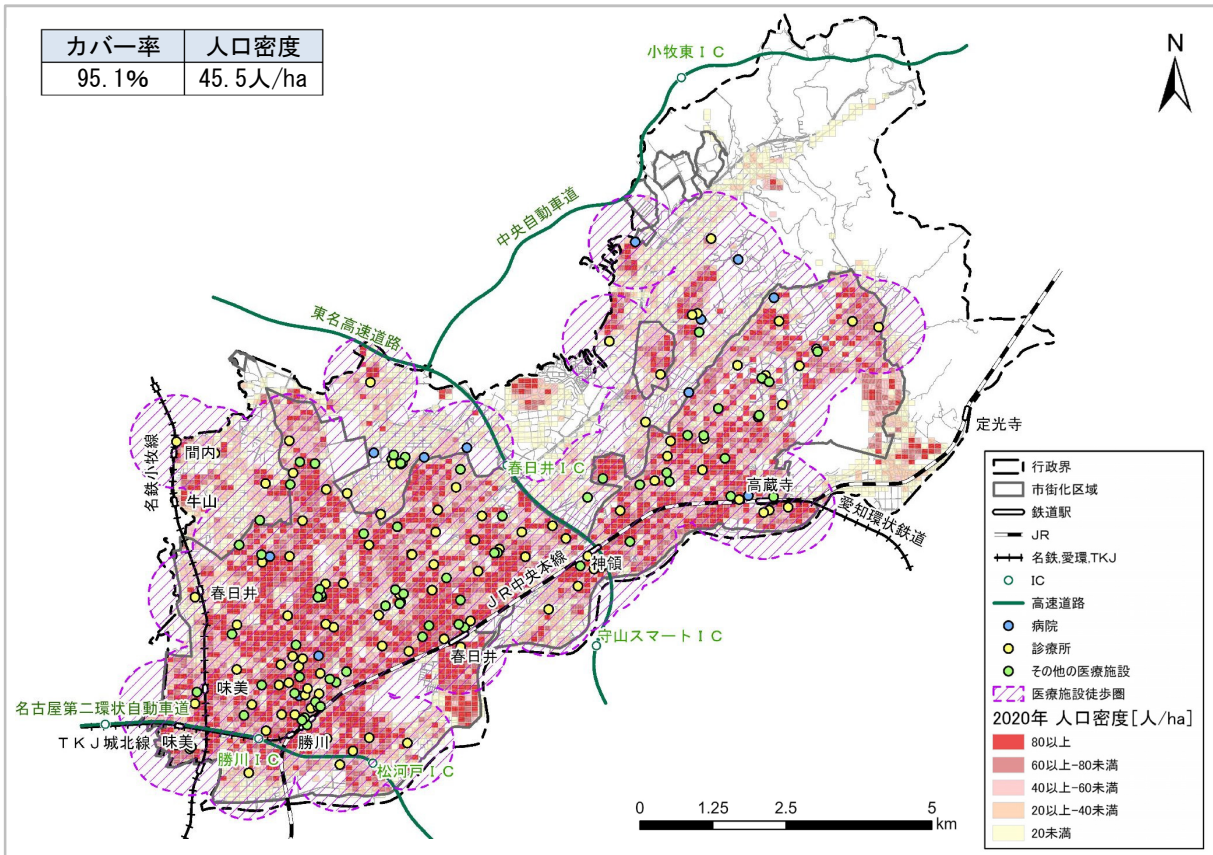 カバー率 人口密度
95.1% 45.5人/ha
小牧東IC
N
中央自動車道
東名高速道路
名鉄小牧線
間内
牛山
春日井IC
高蔵寺
定光寺
愛知環状鉄道
JR中央本線
神領
春日井
守山スマートIC
春日井
味美
名古屋第二環状自動車道
TKJ城北線
味美
勝川
勝川IC
松河戸IC
0 1.25 2.5 5
km
行政界
市街化区域
鉄道駅
JR
名鉄,愛環,TKJ
IC
高速道路
病院
診療所
その他の医療施設
医療施設徒歩圏
2020年 人口密度[人/ha]
80以上
60以上-80未満
40以上-60未満
20以上-40未満
20未満